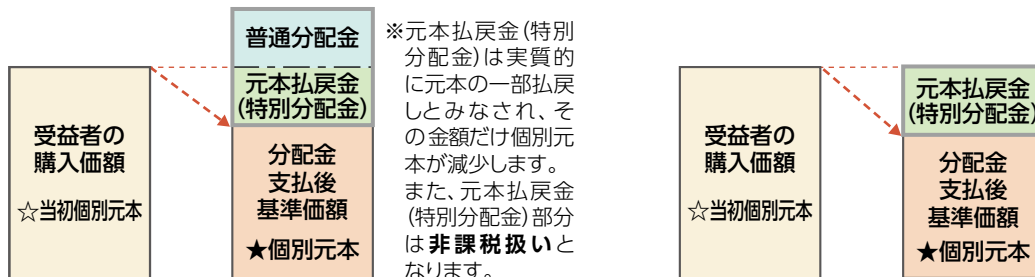 普通分配金
元本払戻金
(特別分配金)
受益者の
購入価額
☆当初個別元本
分配金
支払後
基準価額
★個別元本
※元本払戻金(特別
分配金)は実質的
に元本の一部払戻
しとみなされ、そ
の金額だけ個別元
本が減少します。
また、元本払戻金
(特別分配金)部分
は非課税扱いと
なります。
受益者の
購入価額
☆当初個別元本
元本払戻金
(特別分配金)
分配金
支払後
基準価額
★個別元本